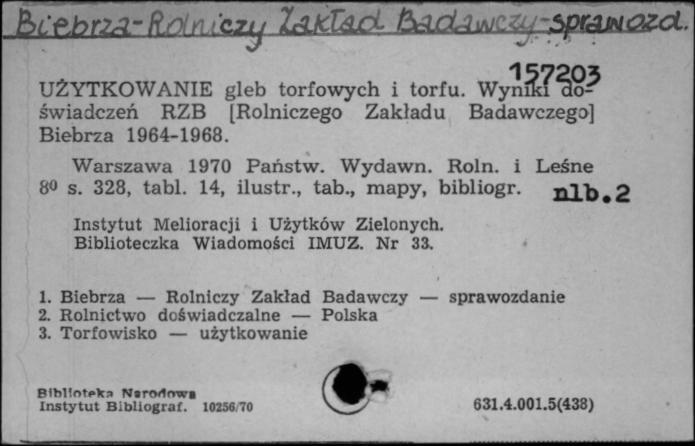 Biebrza-Rolniczy Zakład Badawczy-sprawozd.
157203
UŻYTKOWANIE gleb torfowych i torfu. Wyniki do-
świadczeń RZB [Rolniczego Zakładu Badawczego]
Biebrza 1964-1968.
Warszawa 1970 Państw. Wydawn. Roln. i Leśne
8⁰ s. 328, tabl. 14, ilustr., tab., mapy, bibliogr. nlb.2
Instytut Melioracji i Użytków Zielonych.
Biblioteczka Wiadomości IMUZ. Nr 33.
1. Biebrza — Rolniczy Zakład Badawczy — sprawozdanie
2. Rolnictwo doświadczalne — Polska
3. Torfowisko — użytkowanie
Biblioteka Narodowa
Instytut Bibliograf. 10256/70 631.4.001.5(438)